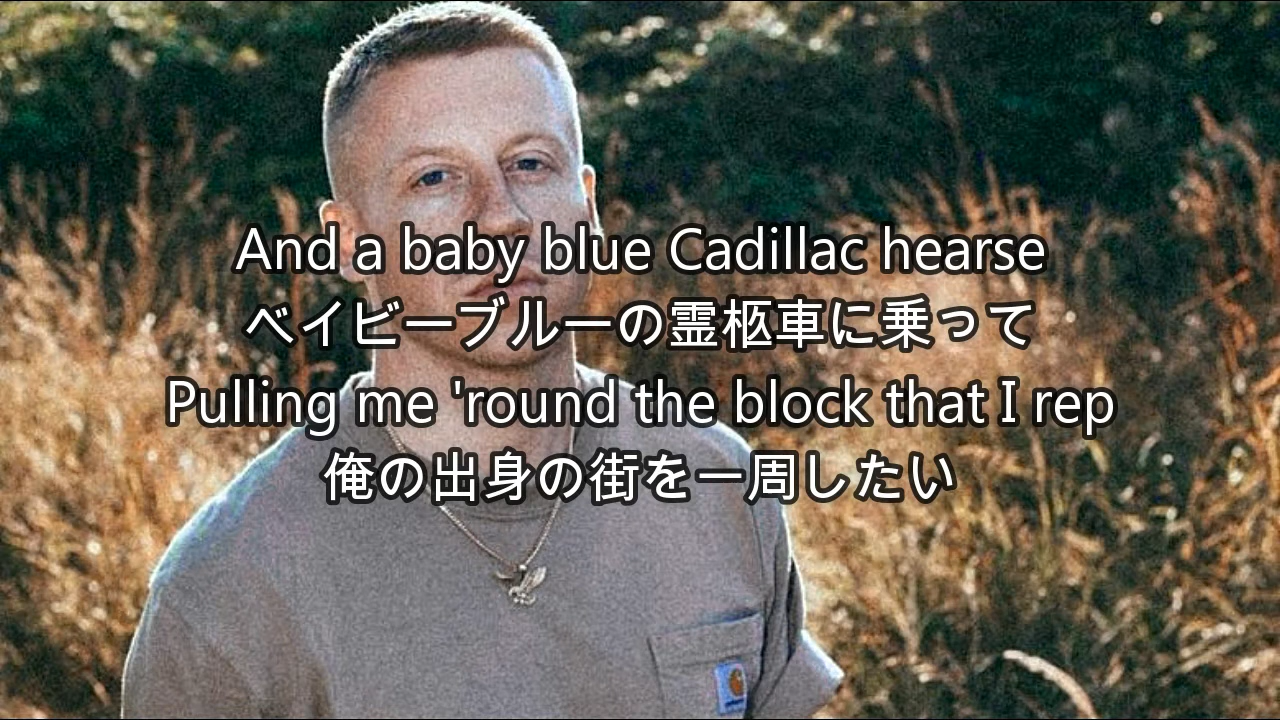 And a baby blue Cadillac hearse
ベイビーブルーの霊柩車に乗って
Pulling me 'round the block that I rep
俺の出身の街を一周したい